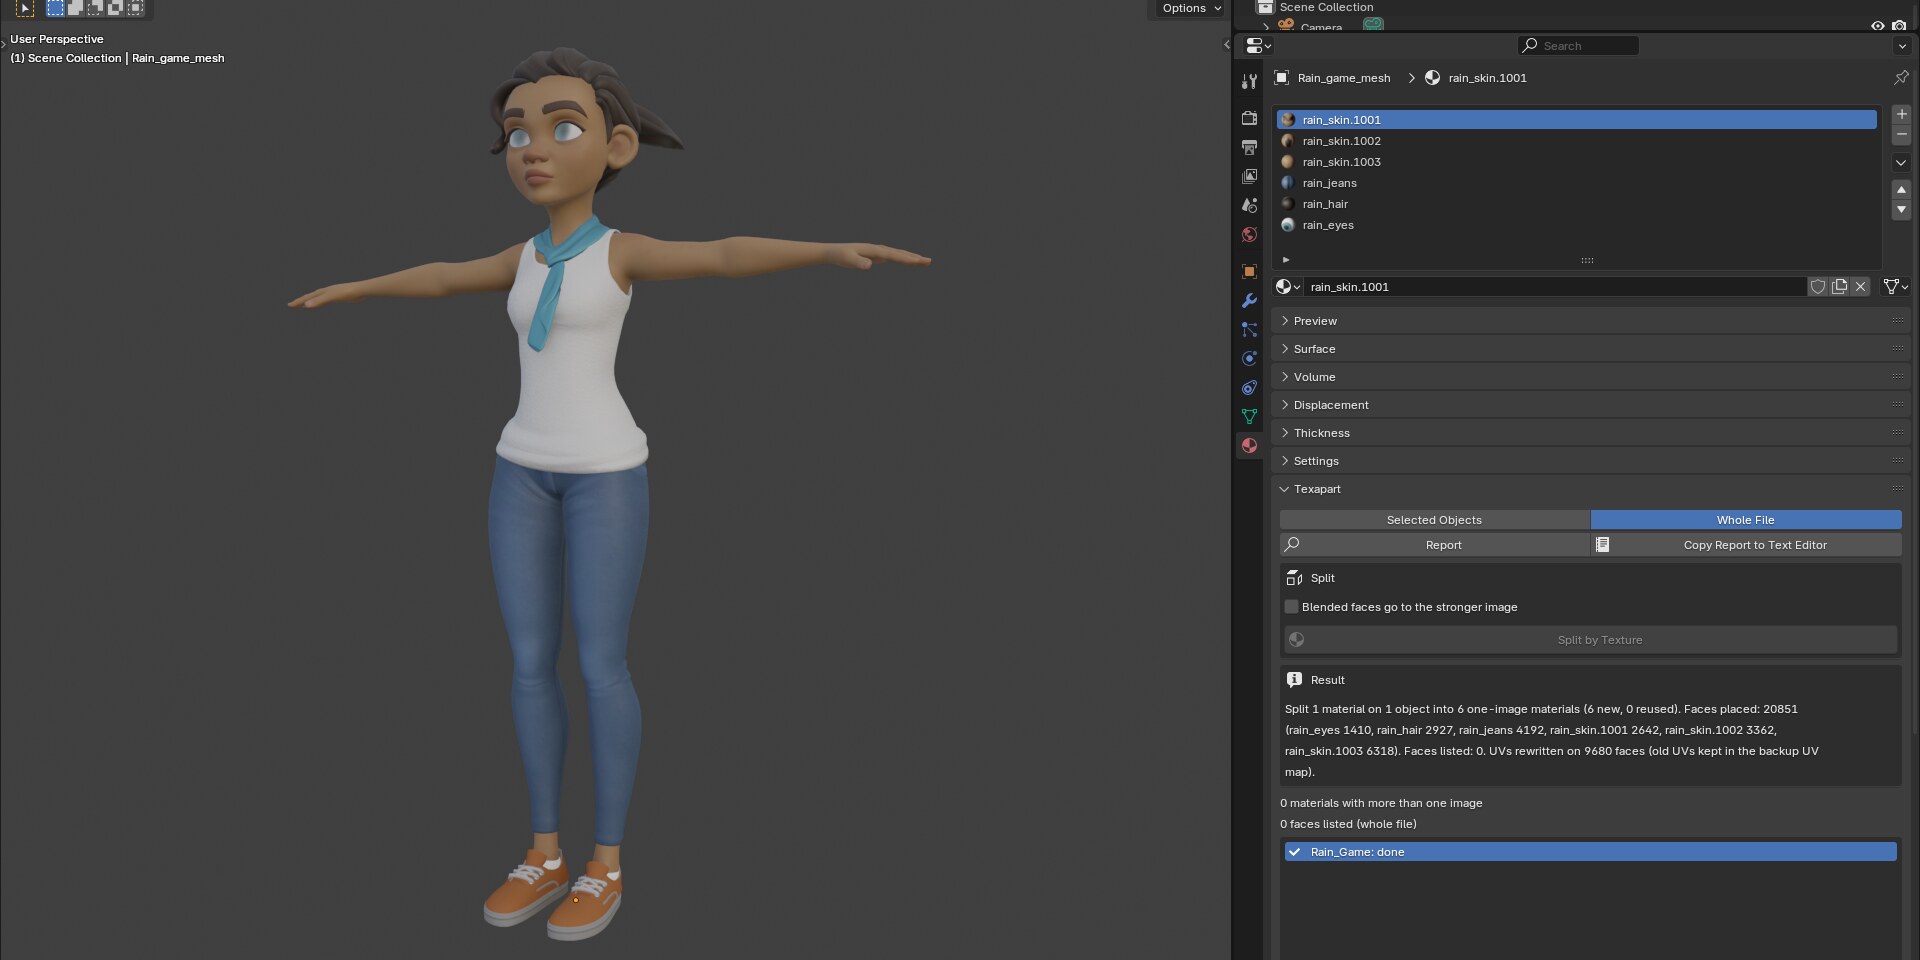 Options
User Perspective
(1) Scene Collection | Rain_game_mesh
Scene Collection
Camera
Search
Rain_game_mesh
rain_skin.1001
rain_skin.1001
rain_skin.1002
rain_skin.1003
rain_jeans
rain_hair
rain_eyes
rain_skin.1001
Preview
Surface
Volume
Displacement
Thickness
Settings
Texapart
Selected Objects
Whole File
Report
Copy Report to Text Editor
Split
Blended faces go to the stronger image
Split by Texture
Result
Split 1 material on 1 object into 6 one-image materials (6 new, 0 reused). Faces placed: 20851
(rain_eyes 1410, rain_hair 2927, rain_jeans 4192, rain_skin.1001 2642, rain_skin.1002 3362,
rain_skin.1003 6318). Faces listed: 0. UVs rewritten on 9680 faces (old UVs kept in the backup UV
map).
0 materials with more than one image
0 faces listed (whole file)
Rain_Game: done